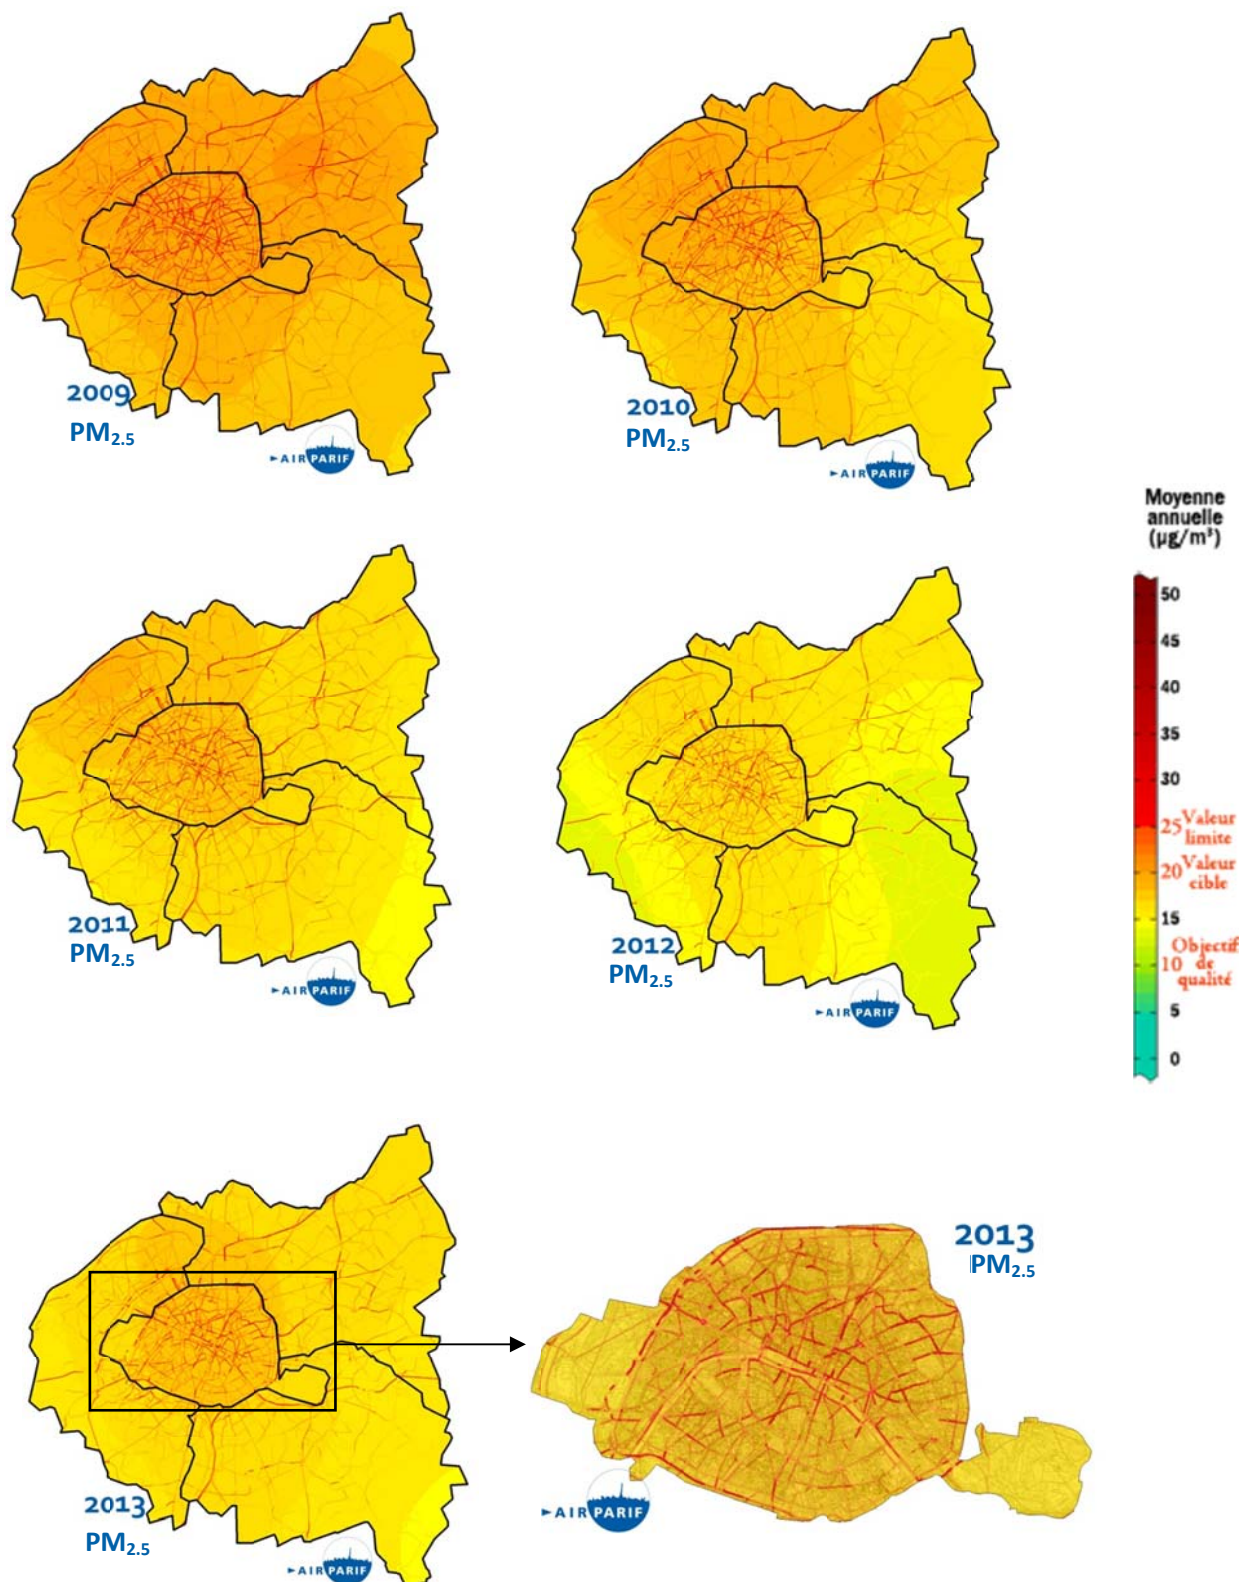 2009
PM2.5
AIRPARIF
2010
PM2.5
AIRPARIF
Moyenne
annuelle
(µg/m³)
50
45
40
35
30
25 Valeur
limite
20 Valeur
cible
15
Objectif
10 de
qualité
5
0
2011
PM2.5
AIRPARIF
2012
PM2.5
AIRPARIF
2013
PM2.5
AIRPARIF
2013
PM2.5
AIRPARIF